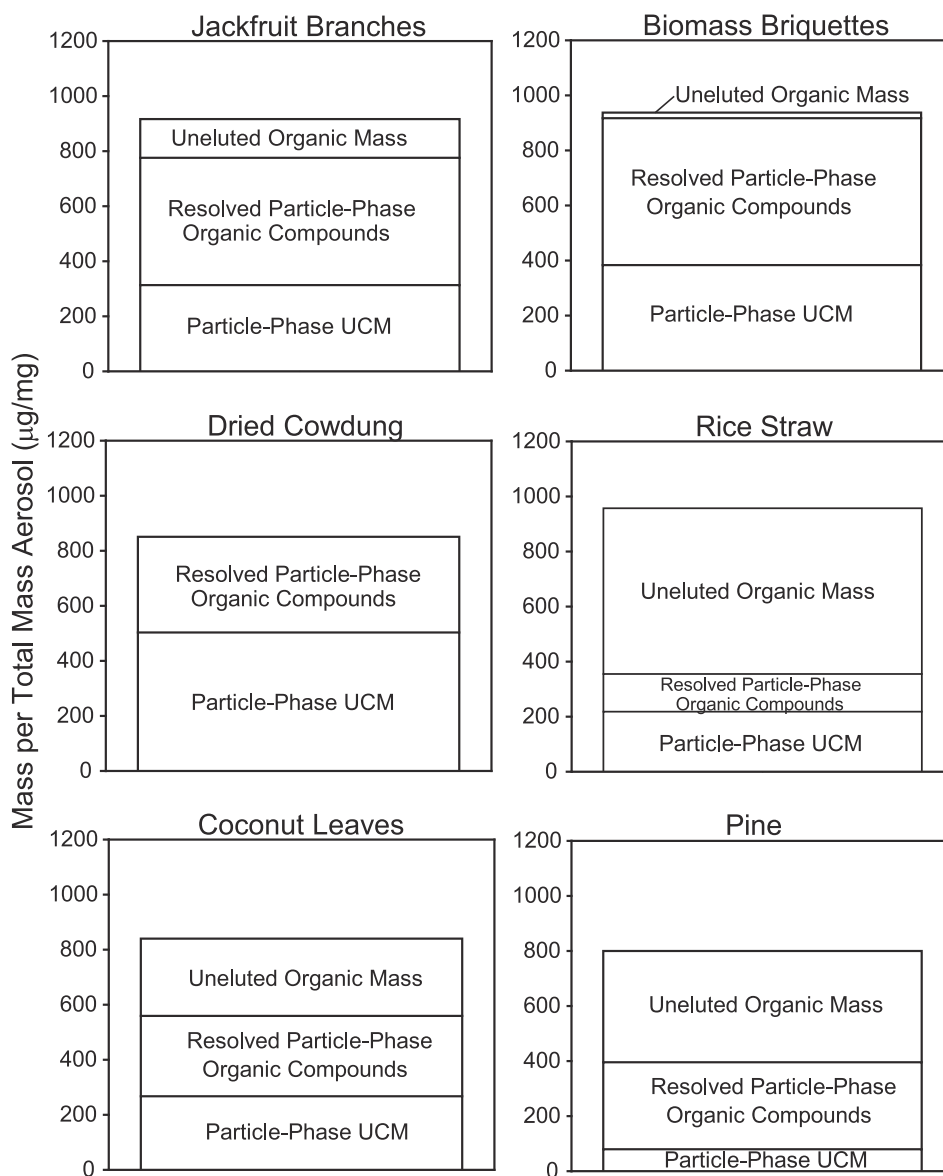 Mass per Total Mass Aerosol (µg/mg)
Jackfruit Branches
1200
1000
800
600
400
200
0
Uneluted Organic Mass
Resolved Particle-Phase
Organic Compounds
Particle-Phase UCM
Biomass Briquettes
1200
1000
800
600
400
200
0
Uneluted Organic Mass
Resolved Particle-Phase
Organic Compounds
Particle-Phase UCM
Dried Cowdung
1200
1000
800
600
400
200
0
Resolved Particle-Phase
Organic Compounds
Particle-Phase UCM
Rice Straw
1200
1000
800
600
400
200
0
Uneluted Organic Mass
Resolved Particle-Phase
Organic Compounds
Particle-Phase UCM
Coconut Leaves
1200
1000
800
600
400
200
0
Uneluted Organic Mass
Resolved Particle-Phase
Organic Compounds
Particle-Phase UCM
Pine
1200
1000
800
600
400
200
0
Uneluted Organic Mass
Resolved Particle-Phase
Organic Compounds
Particle-Phase UCM